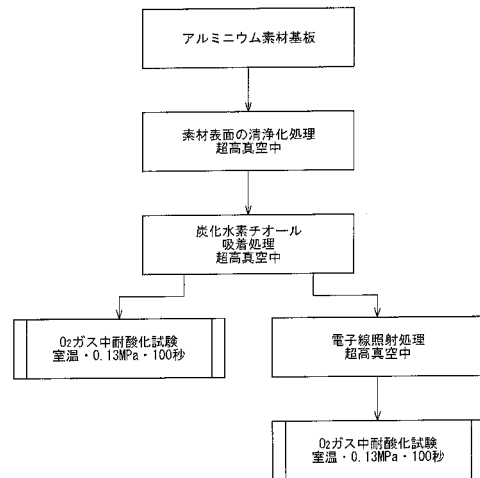 アルミニウム素材基板
素材表面の清浄化処理
超高真空中
炭化水素チオール
吸着処理
超高真空中
O₂ガス中耐酸化試験
室温・0.13MPa・100秒
電子線照射処理
超高真空中
O₂ガス中耐酸化試験
室温・0.13MPa・100秒